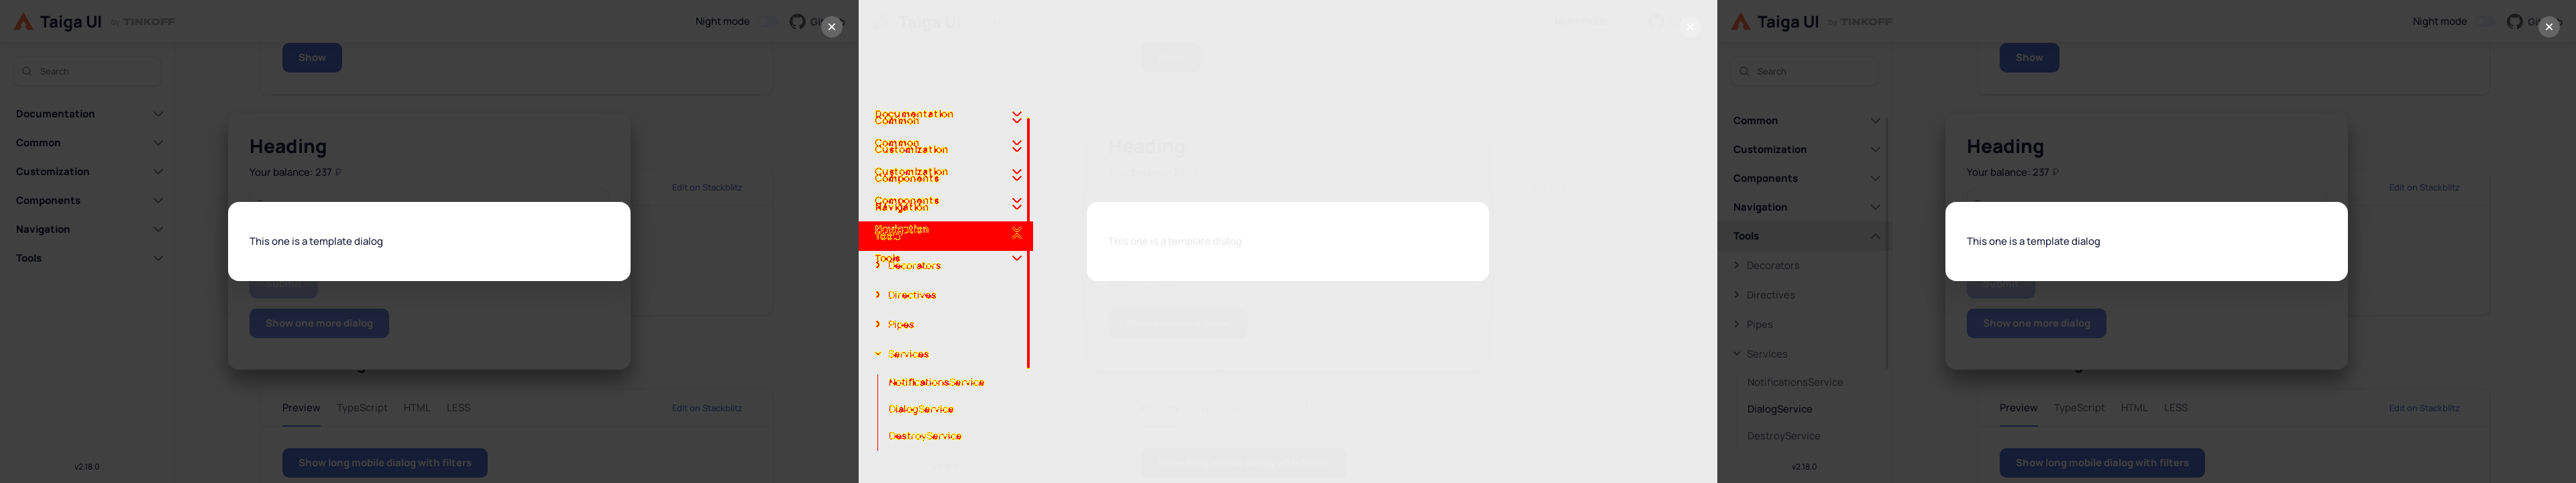 Taiga UI by TINKOFF
Night mode
Show
Search
Documentation
Common
Customization
Components
Navigation
Tools
Heading
Your balance: 237 ₽
Edit on Stackblitz
This one is a template dialog
Submit
Show one more dialog
Preview TypeScript HTML LESS
Edit on Stackblitz
Show long mobile dialog with filters
v2.18.0
Taiga UI
Documentation
Common
Common
Customization
Customization
Components
Components
Navigation
Tools
Decorators
Directives
Pipes
Services
NotificationsService
DialogService
DestroyService
Heading
This one is a template dialog
Taiga UI by TINKOFF
Night mode
Show
Search
Common
Customization
Components
Navigation
Tools
Decorators
Directives
Pipes
Services
NotificationsService
DialogService
DestroyService
Heading
Your balance: 237 ₽
Edit on Stackblitz
This one is a template dialog
Submit
Show one more dialog
Preview TypeScript HTML LESS
Edit on Stackblitz
Show long mobile dialog with filters
v2.18.0